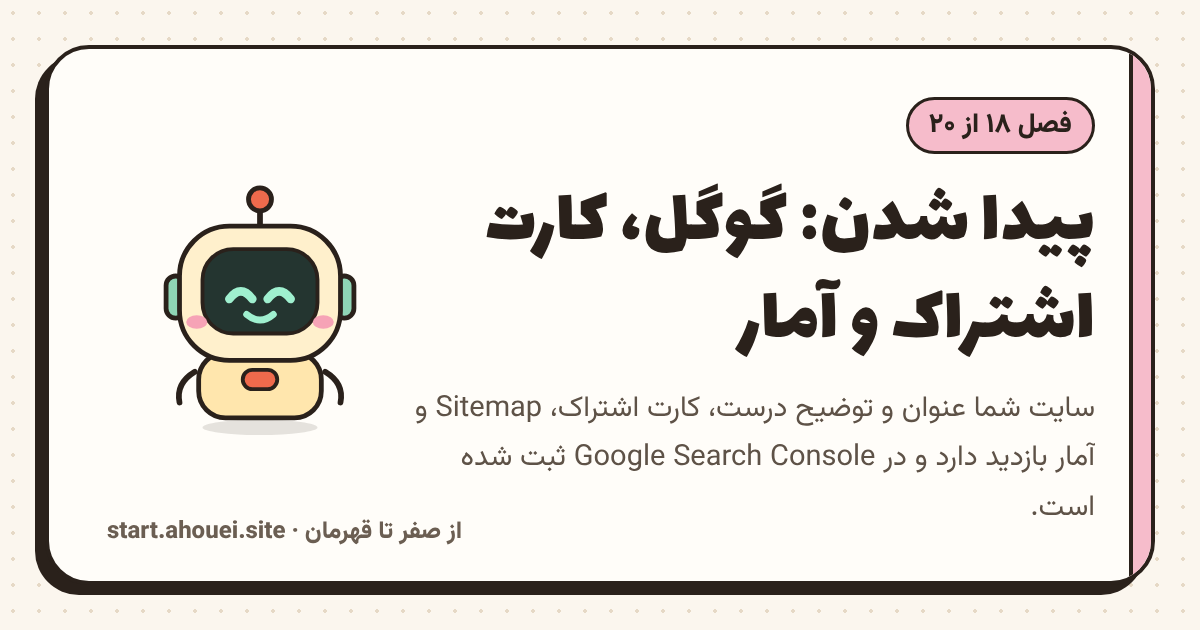 فصل ۱۸ از ۲۰
پیدا شدن: گوگل، کارت
اشتراک و آمار
سایت شما عنوان و توضیح درست، کارت اشتراک، Sitemap و
آمار بازدید دارد و در Google Search Console ثبت شده
است.
از صفر تا قهرمان · start.ahouei.site